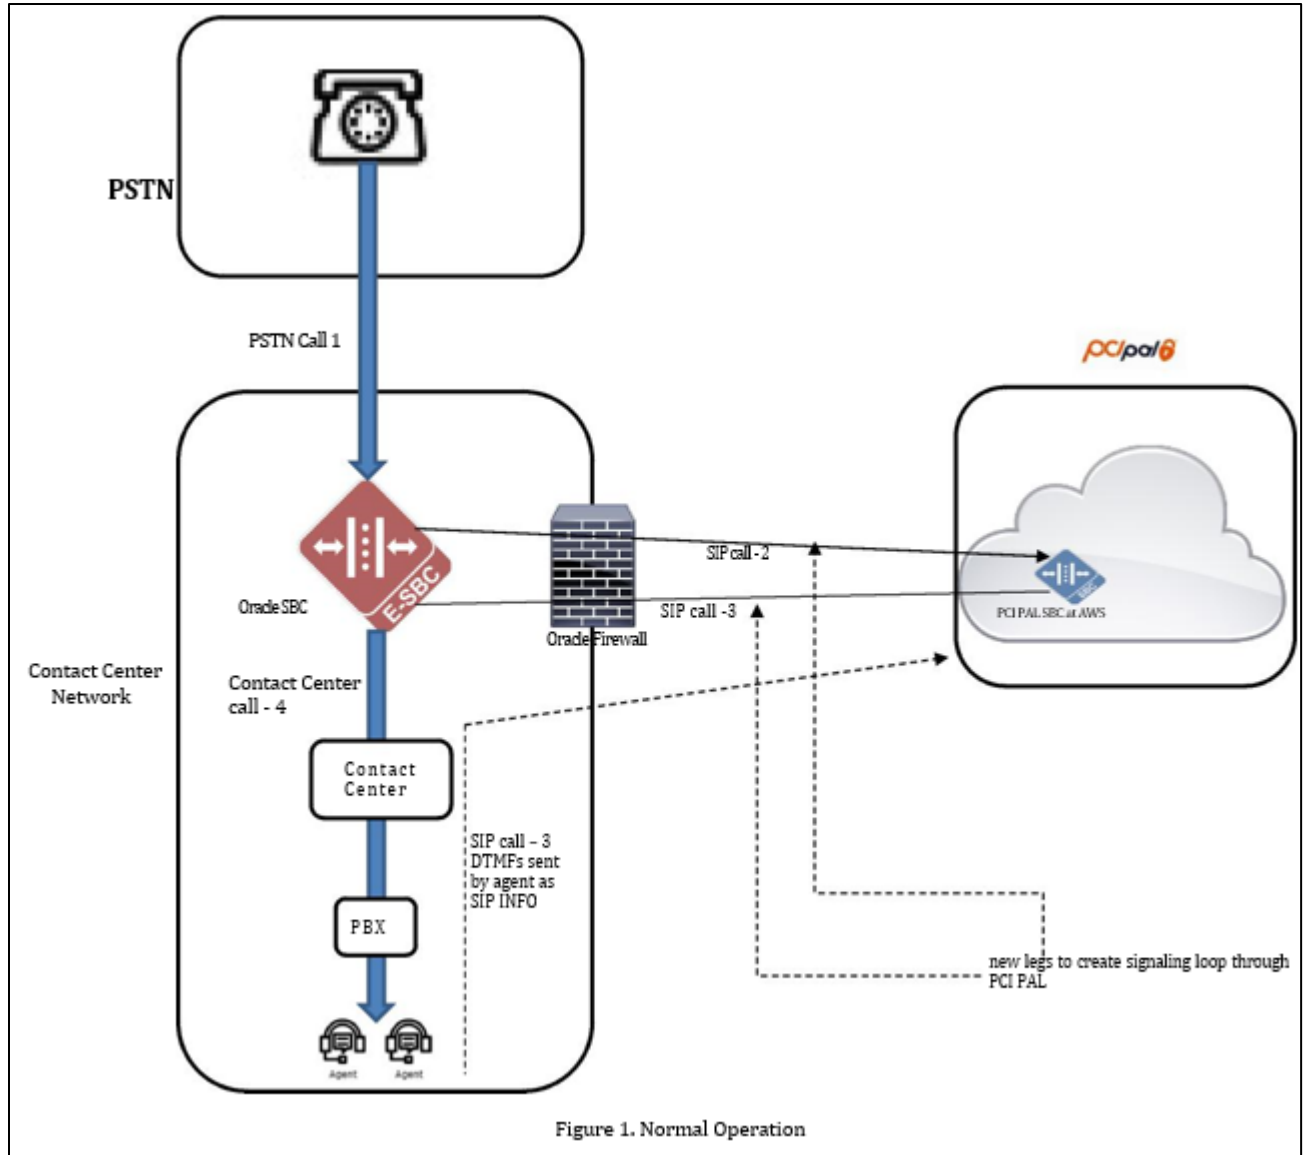 PSTN
PSTN Call 1
pcipal
E-SBC
Oracle SBC
SIP call - 2
SIP call -3
Oracle Firewall
SBC
PCI PAL SBC at AWS
Contact Center
Network
Contact Center
call - 4
Contact
Center
SIP call – 3
DTMFs sent
by agent as
SIP INFO
PBX
new legs to create signaling loop through
PCI PAL
Agent
Agent
Figure 1. Normal Operation